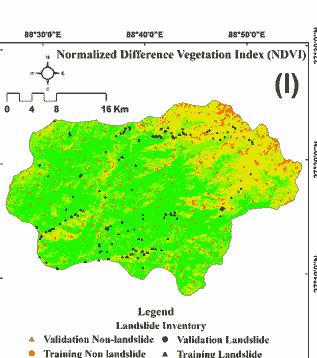 88°30'0"E 88°40'0"E 88°50'0"E
Normalized Difference Vegetation Index (NDVI)
(I)
0 4 8 16 Km
Legend
Landslide Inventory
Validation Non-landslide Validation Landslide
Training Non landslide Training Landslide